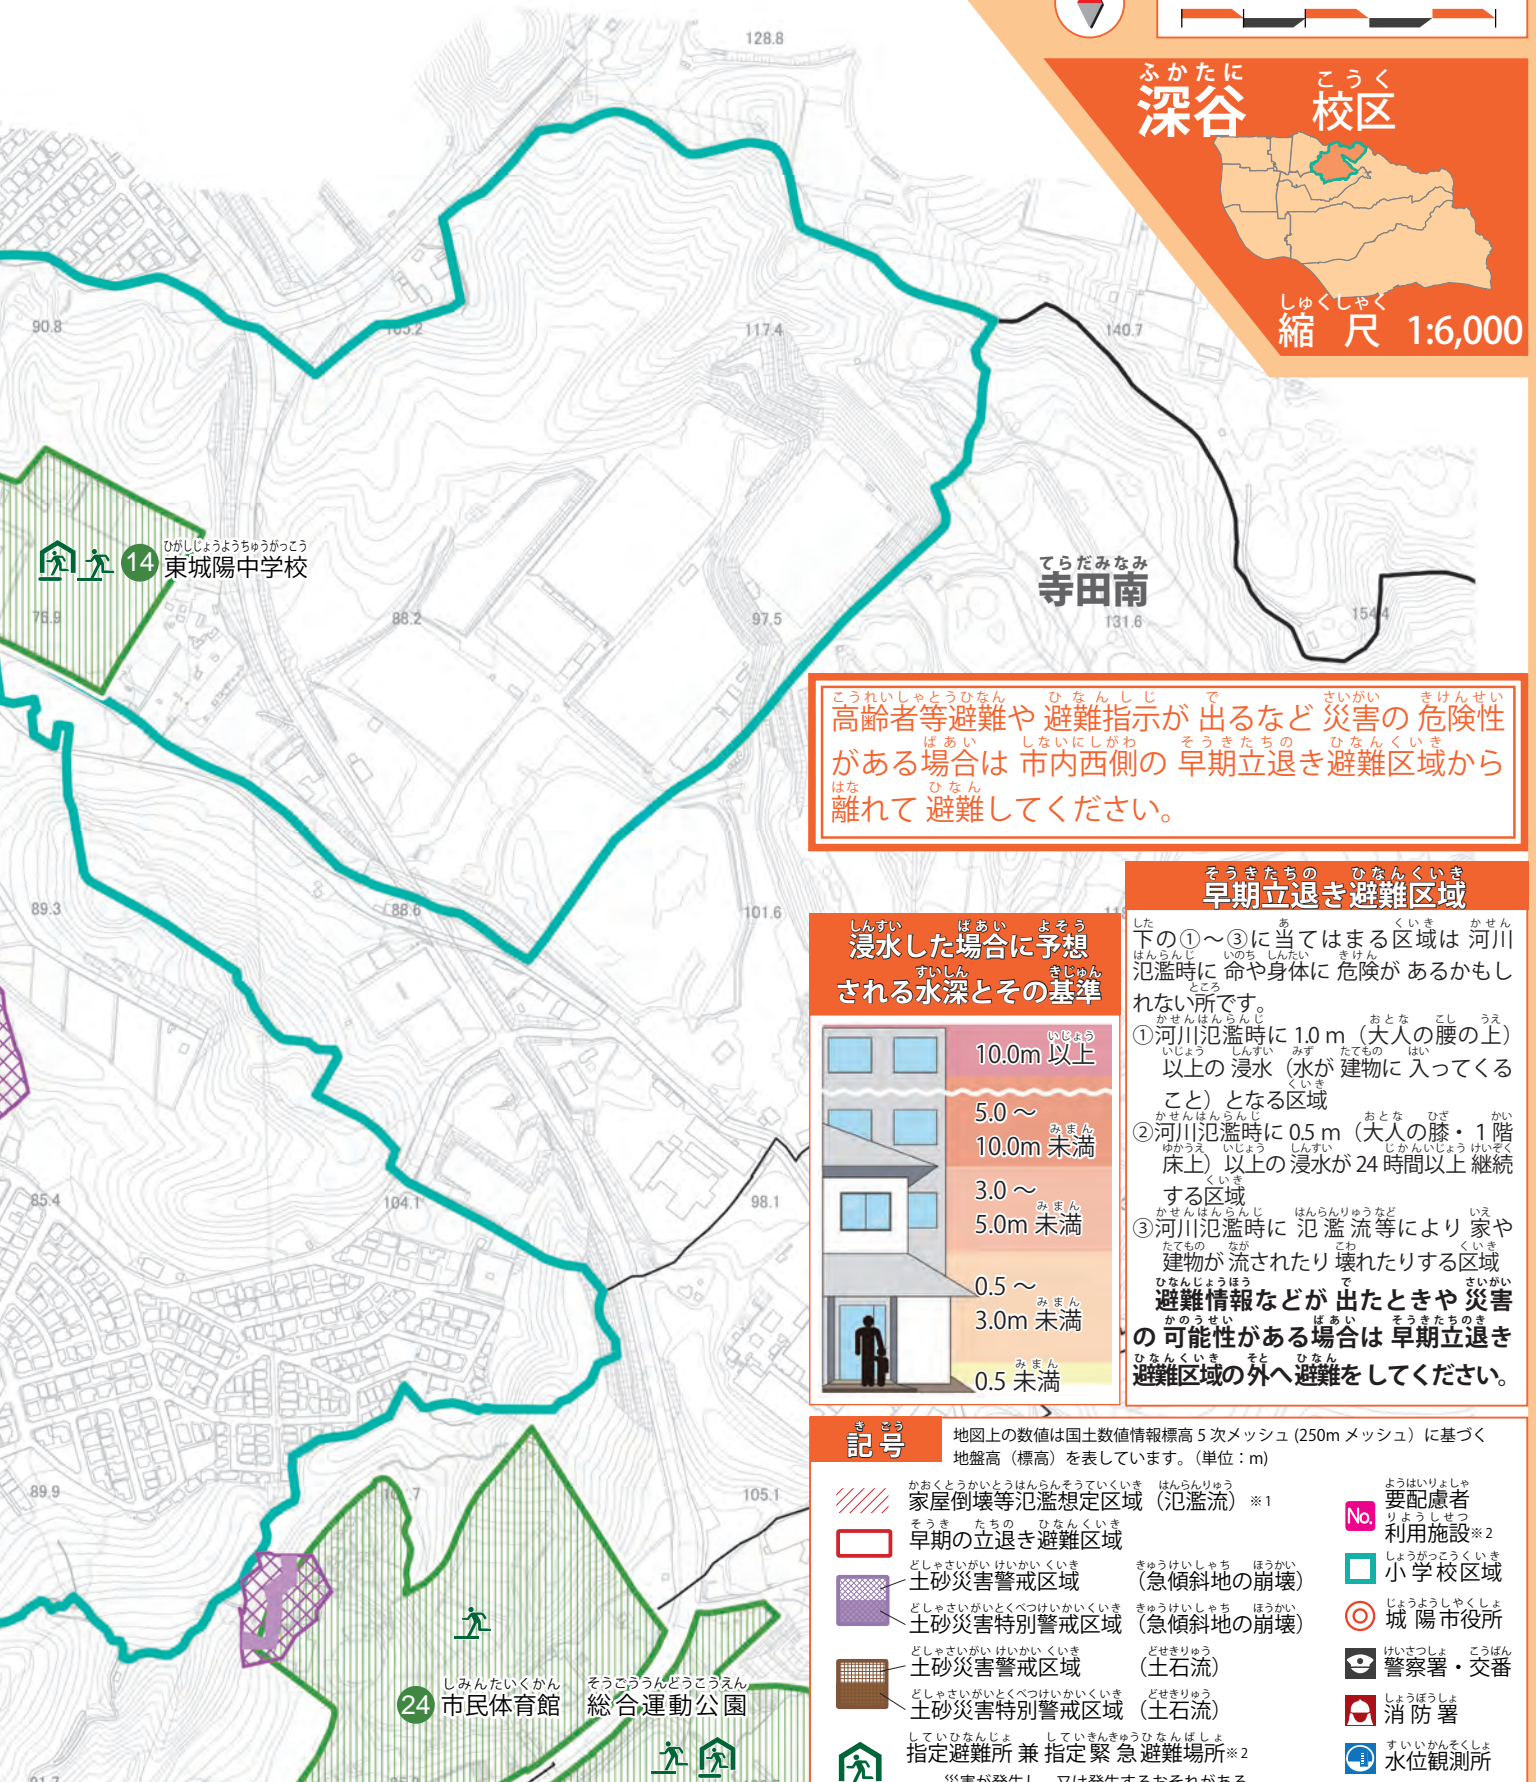 128.8
ふかたに こうく
深谷 校区
しゅくしゃく
縮尺 1:6,000
90.8
117.4
140.7
ひがしじょうようちゅうがっこう
14 東城陽中学校
76.9
88.2
97.5
てらだみなみ
寺田南
131.6
154.4
こうれいしゃとうひなん ひなんしじ で さいがい きけんせい
高齢者等避難や 避難指示が 出るなど 災害の 危険性
ばあい しないにしがわ そうきたちの ひなんくいき
がある場合は 市内西側の 早期立退き避難区域から
はな ひなん
離れて 避難してください。
89.3
88.6
101.6
しんすい ばあい よそう
浸水した場合に予想
すいしん きじゅん
される水深とその基準
いじょう
10.0m 以上
5.0 ～
みまん
10.0m 未満
3.0 ～
みまん
5.0m 未満
0.5 ～
みまん
3.0m 未満
みまん
0.5 未満
そうきたちの ひなんくいき
早期立退き避難区域
した あ くいき かせん
下の①～③に当てはまる区域は 河川
はんらんじ いのち しんたい きけん
氾濫時に 命や身体に 危険が あるかもし
ところ
れない所です。
かせんはんらんじ おとな こし うえ
①河川氾濫時に 1.0 m（大人の腰の上）
いじょう しんすい みず たてもの はい
以上の 浸水（水が 建物に 入ってくる
くいき
こと）となる区域
かせんはんらんじ おとな ひざ かい
②河川氾濫時に 0.5 m（大人の膝・1 階
ゆかうえ いじょう しんすい じかんいじょう けいぞく
床上）以上の 浸水が 24 時間以上 継続
くいき
する区域
かせんはんらんじ はんらんりゅうなど いえ
③河川氾濫時に 氾濫流等により 家や
たてもの なが こわ くいき
建物が 流されたり 壊れたりする区域
ひなんじょうほう で さいがい
避難情報などが 出たときや 災害
かのうせい ばあい そうきたちのき
の 可能性がある場合は 早期立退き
ひなんくいき そと ひなん
避難区域の外へ 避難をしてください。
85.4
104.1
98.1
89.9
105.1
しみんたいくかん そうごううんどうこうえん
24 市民体育館 総合運動公園
きごう
記号
地図上の数値は国土数値情報標高 5 次メッシュ (250m メッシュ）に基づく
地盤高（標高）を表しています。（単位：m)
かおくとうかいとうはんらんそうていくいき はんらんりゅう
家屋倒壊等氾濫想定区域（氾濫流）※1
そうき たちの ひなんくいき
早期の立退き避難区域
どしゃさいがい けいかい くいき きゅうけいしゃち ほうかい
土砂災害警戒区域 （急傾斜地の崩壊）
どしゃさいがいとくべつけいかいくいき きゅうけいしゃち ほうかい
土砂災害特別警戒区域（急傾斜地の崩壊）
どしゃさいがい けいかい くいき どせきりゅう
土砂災害警戒区域 （土石流）
どしゃさいがいとくべつけいかいくいき どせきりゅう
土砂災害特別警戒区域（土石流）
していひなんじょ していきんきゅうひなんばしょ
指定避難所 兼 指定緊急避難場所※2
災害が発生し、又は発生するおそれがある
ようはいりょしゃ
要配慮者
りようしせつ
No. 利用施設※2
しょうがっこうくいき
小学校区域
じょうようしやくしょ
城陽市役所
けいさつしょ こうばん
警察署・交番
しょうぼうしょ
消防署
すいいかんそくしょ
水位観測所